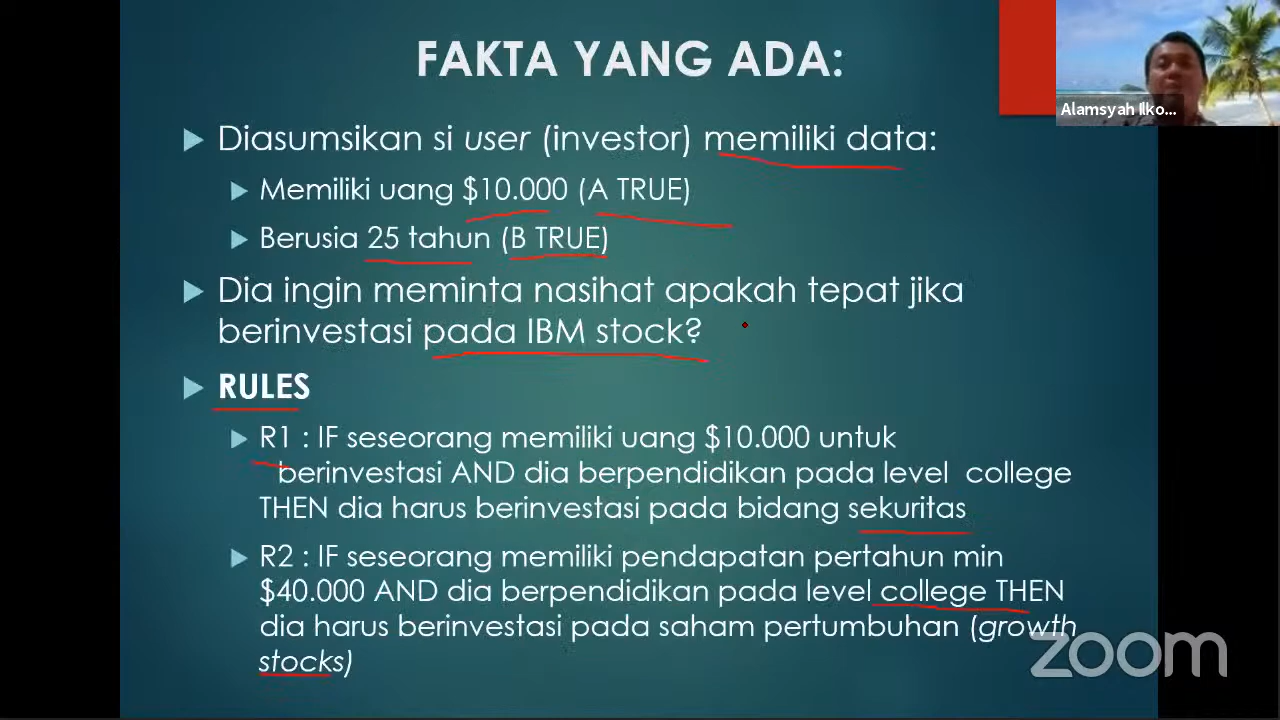 FAKTA YANG ADA:
Alamsyah Ilko...
Diasumsikan si user (investor) memiliki data:
Memiliki uang $10.000 (A TRUE)
Berusia 25 tahun (B TRUE)
Dia ingin meminta nasihat apakah tepat jika
berinvestasi pada IBM stock?
RULES
R1 : IF seseorang memiliki uang $10.000 untuk
berinvestasi AND dia berpendidikan pada level college
THEN dia harus berinvestasi pada bidang sekuritas
R2 : IF seseorang memiliki pendapatan pertahun min
$40.000 AND dia berpendidikan pada level college THEN
dia harus berinvestasi pada saham pertumbuhan (growth
stocks)
zoom